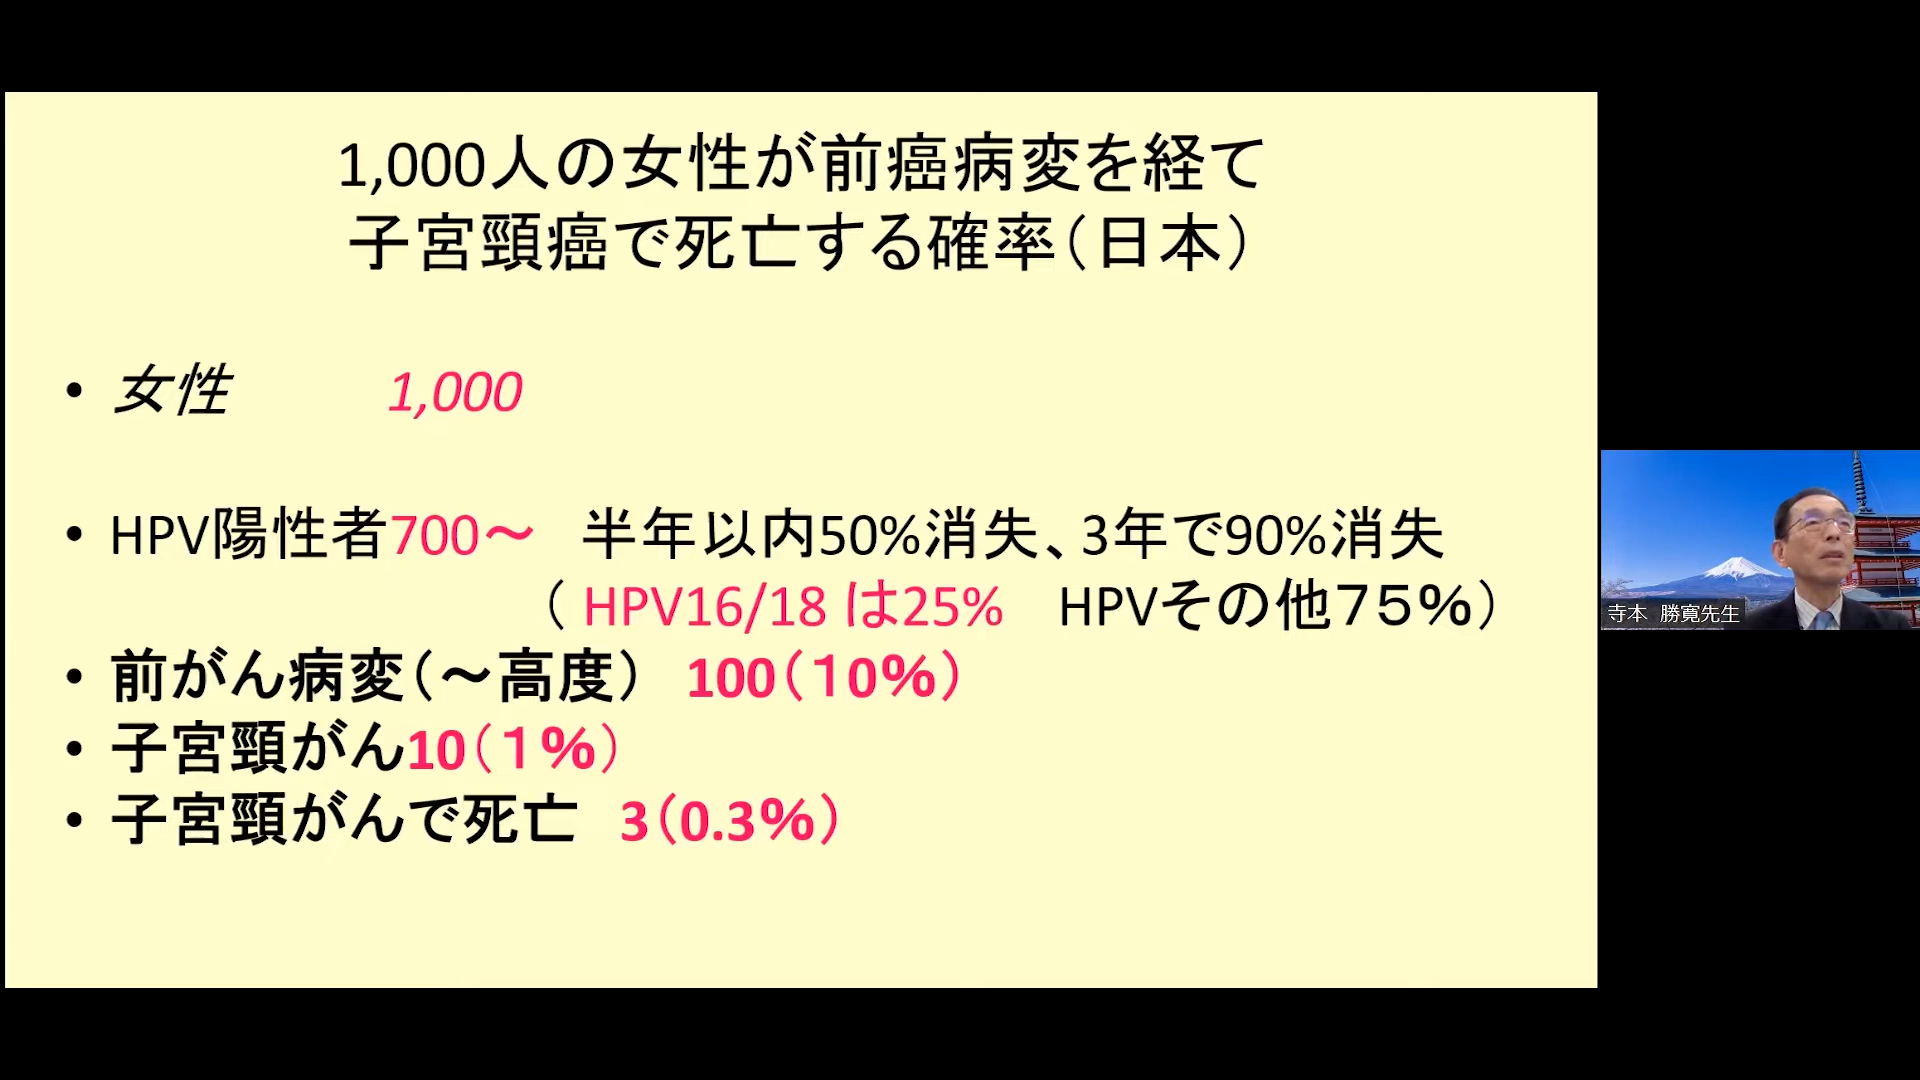 1,000人の女性が前癌病変を経て
子宮頸癌で死亡する確率（日本）
• 女性 1,000
• HPV陽性者700～ 半年以内50%消失、3年で90%消失
（ HPV16/18 は25% HPVその他７５%）
• 前がん病変（～高度） 100（１0%）
• 子宮頸がん10（１%）
• 子宮頸がんで死亡 3（0.3%）
寺本 勝寛先生